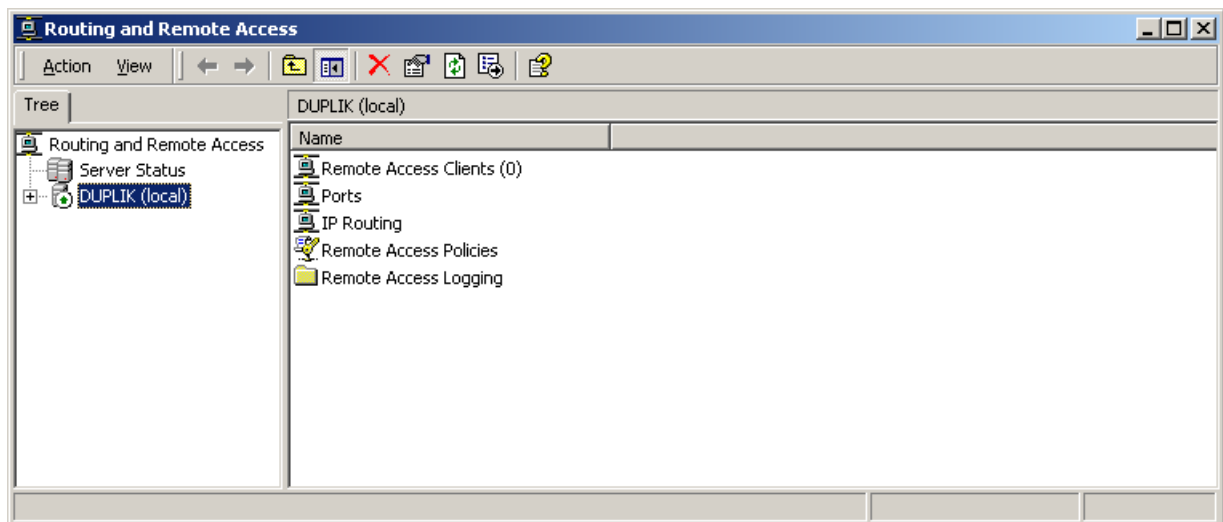 Routing and Remote Access
Action View
Tree
DUPLIK (local)
Routing and Remote Access
Server Status
DUPLIK (local)
Name
Remote Access Clients (0)
Ports
IP Routing
Remote Access Policies
Remote Access Logging